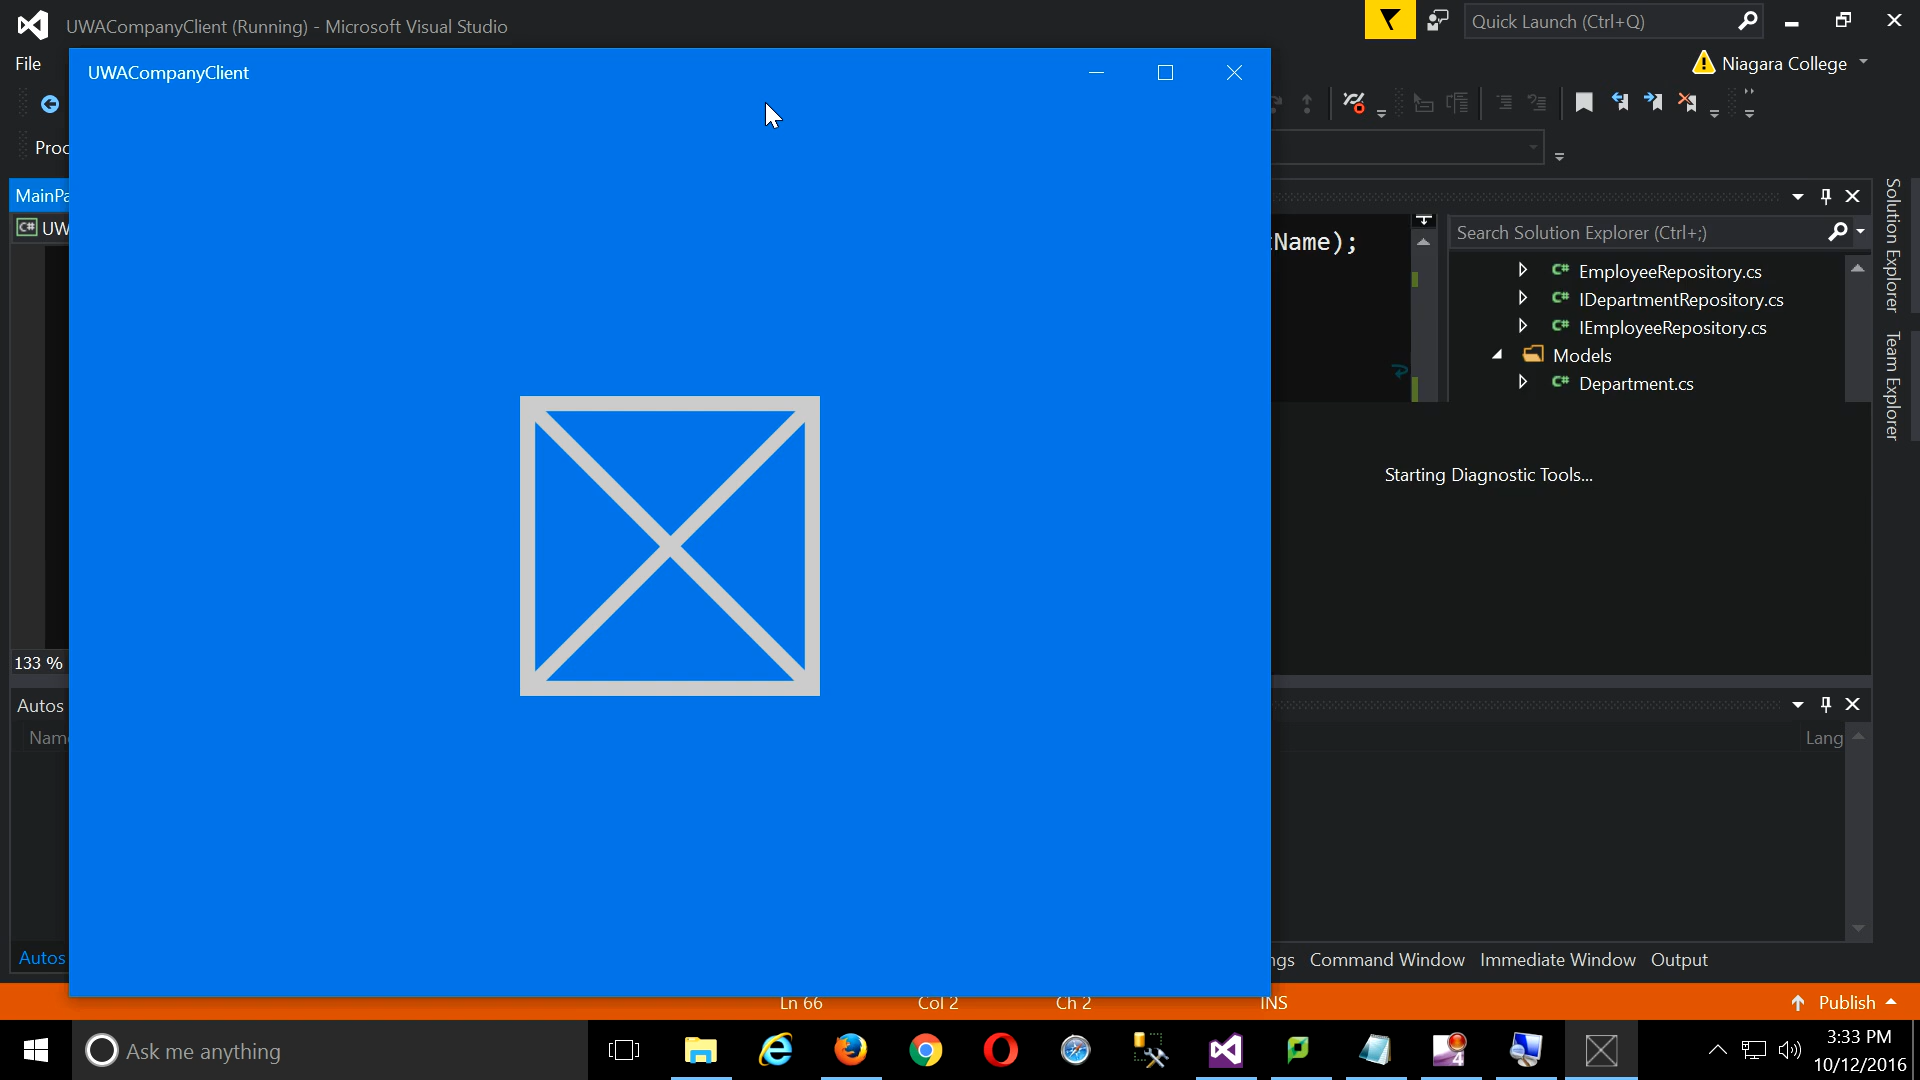 UWACompanyClient (Running) - Microsoft Visual Studio
Quick Launch (Ctrl+Q)
File
UWACompanyClient
Niagara College
Proc
MainPa
UW
Name);
Search Solution Explorer (Ctrl+;)
Solution Explorer
Team Explorer
C# EmployeeRepository.cs
C# IDepartmentRepository.cs
C# IEmployeeRepository.cs
Models
C# Department.cs
Starting Diagnostic Tools...
133 %
Autos
Name
Lang
Autos
ngs Command Window Immediate Window Output
Ln 66 Col 2 Ch 2 INS Publish
Ask me anything
4
3:33 PM
10/12/2016